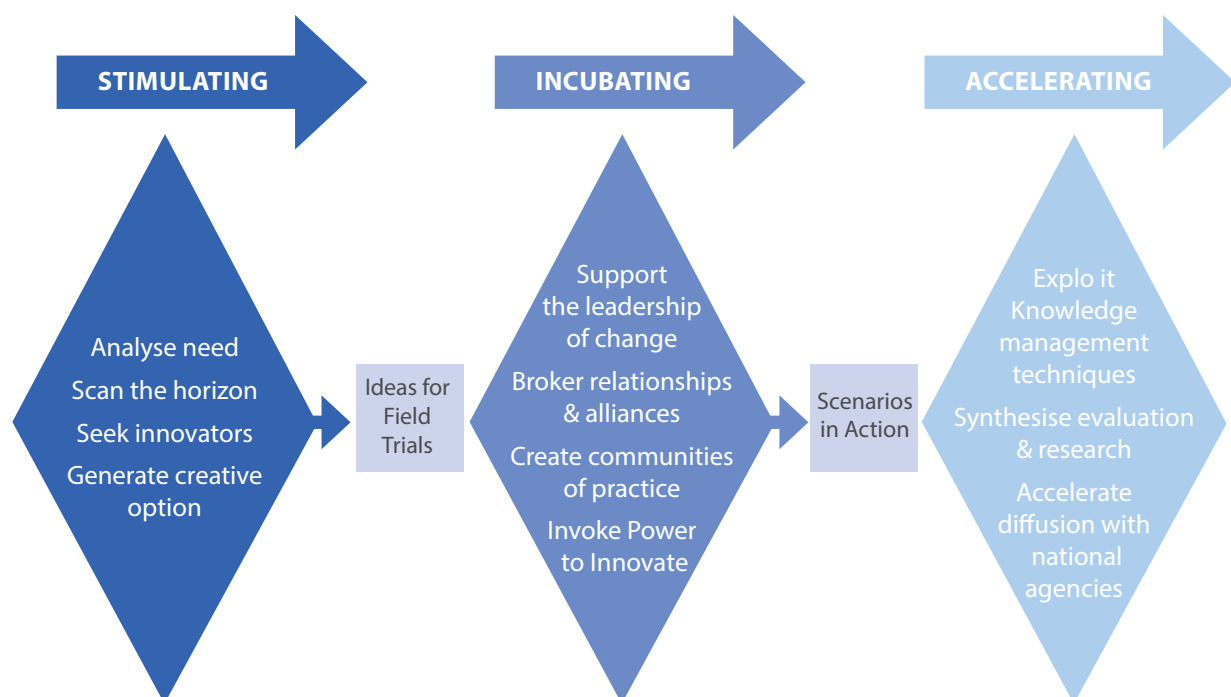 STIMULATING
INCUBATING
ACCELERATING
Analyse need
Scan the horizon
Seek innovators
Generate creative
option
Ideas for
Field
Trials
Support
the leadership
of change
Broker relationships
& alliances
Create communities
of practice
Invoke Power
to Innovate
Scenarios
in Action
Explo it
Knowledge
management
techniques
Synthesise evaluation
& research
Accelerate
diffusion with
national
agencies